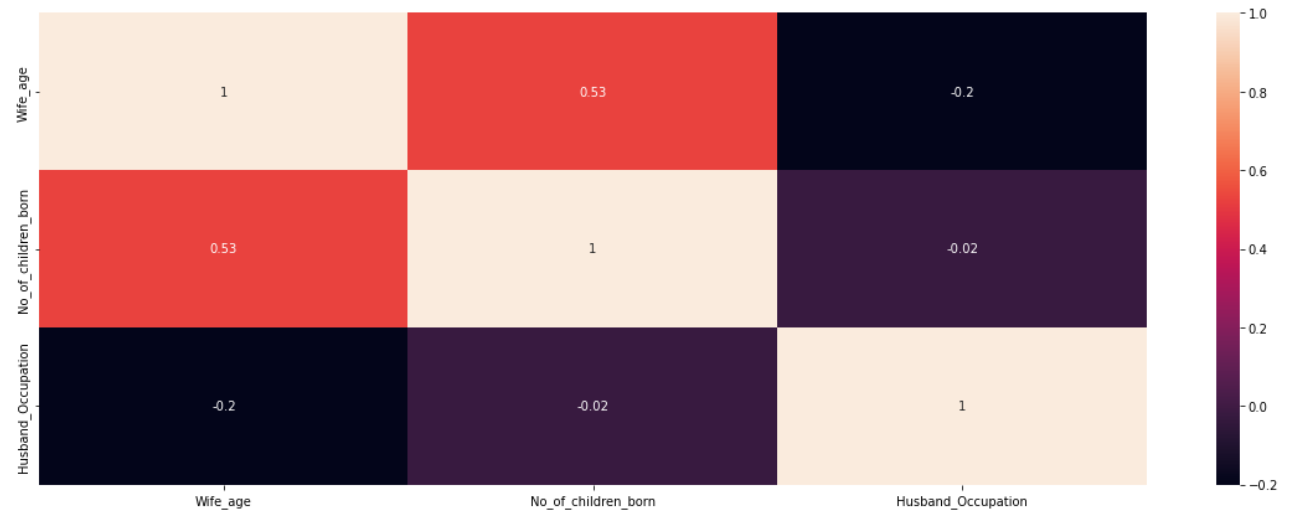 Wife_age
1
0.53
-0.2
No_of_children_born
0.53
1
-0.02
Husband_Occupation
-0.2
-0.02
1
Wife_age
No_of_children_born
Husband_Occupation
1.0
0.8
0.6
0.4
0.2
0.0
−0.2